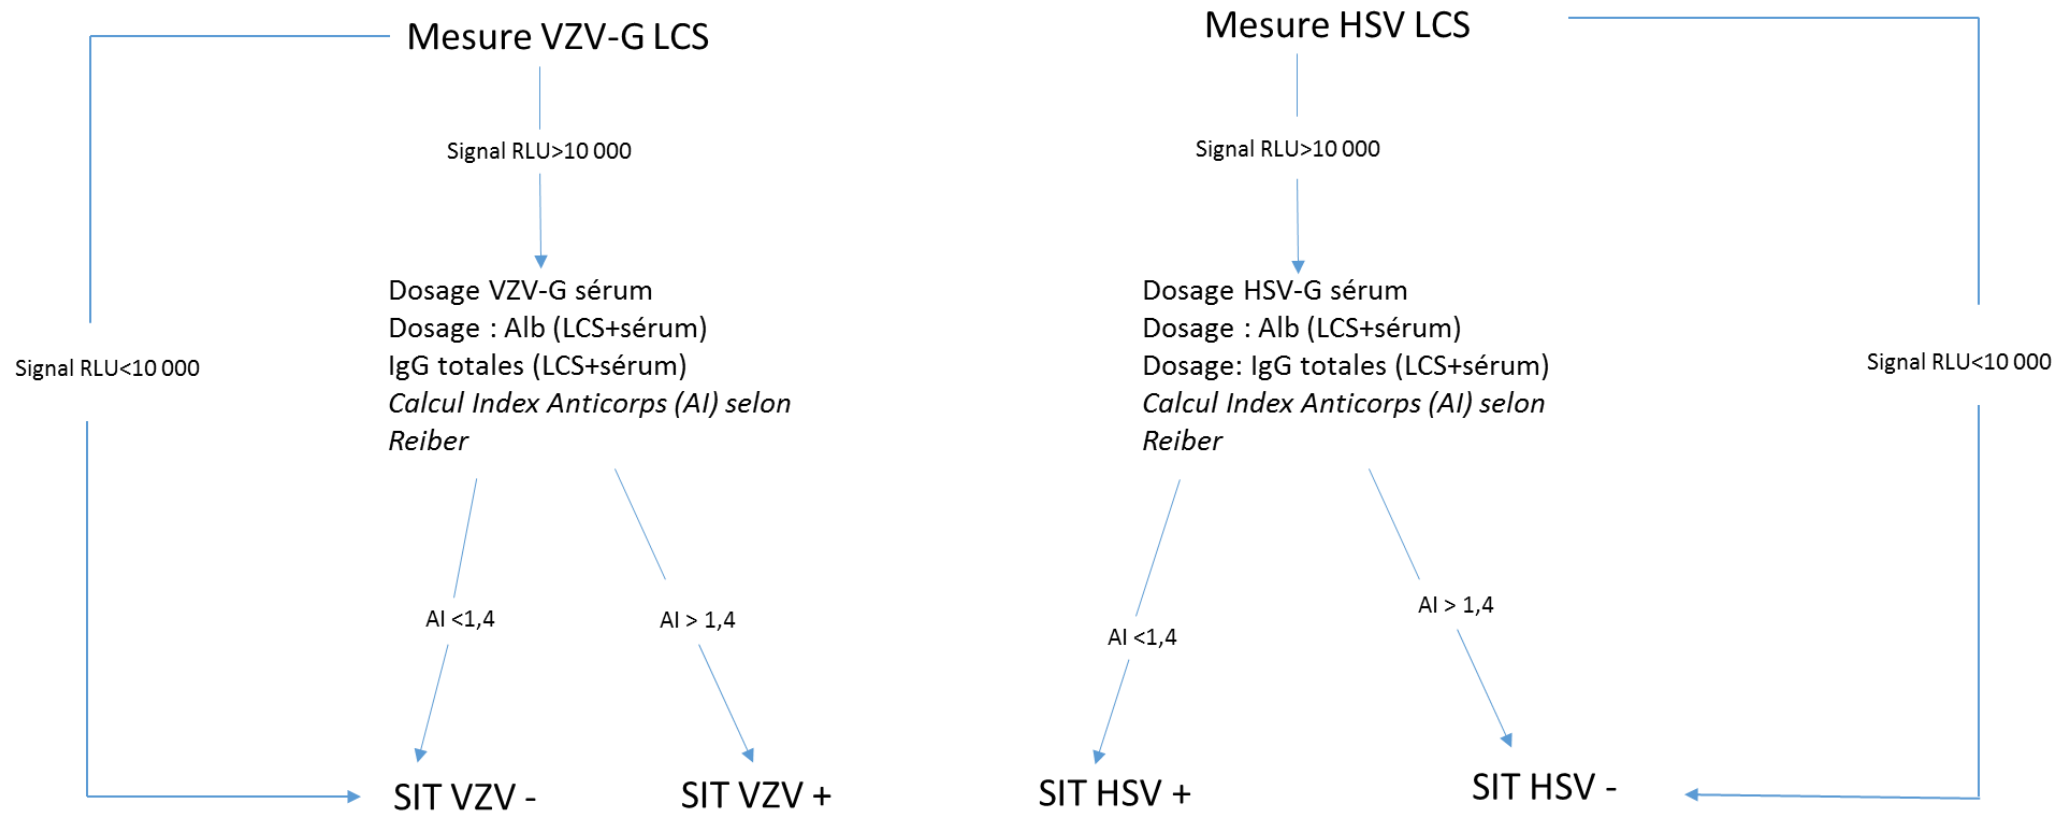 Mesure VZV-G LCS
Signal RLU>10 000
Signal RLU<10 000
Dosage VZV-G sérum
Dosage : Alb (LCS+sérum)
IgG totales (LCS+sérum)
Calcul Index Anticorps (AI) selon
Reiber
AI <1,4
AI > 1,4
SIT VZV -
SIT VZV +
Mesure HSV LCS
Signal RLU>10 000
Signal RLU<10 000
Dosage HSV-G sérum
Dosage : Alb (LCS+sérum)
Dosage: IgG totales (LCS+sérum)
Calcul Index Anticorps (AI) selon
Reiber
AI <1,4
AI > 1,4
SIT HSV +
SIT HSV -